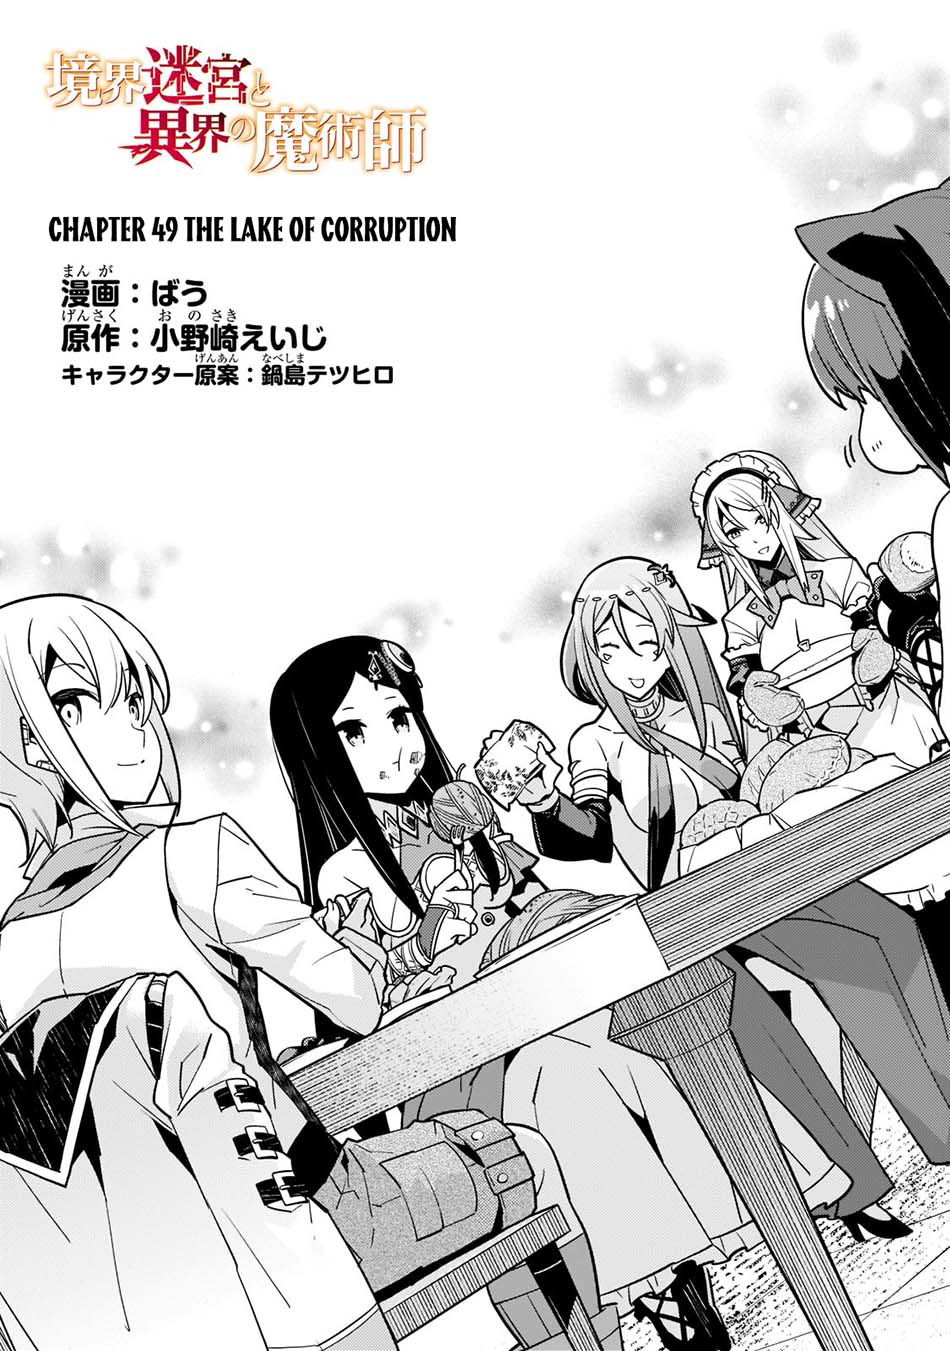 境界迷宮と
異界の魔術師
CHAPTER 49 THE LAKE OF CORRUPTION
まんが
漫画：ばう
げんさく おのさき
原作：小野崎えいじ
げんあん なべしま
キャラクター原案：鍋島テツヒロ